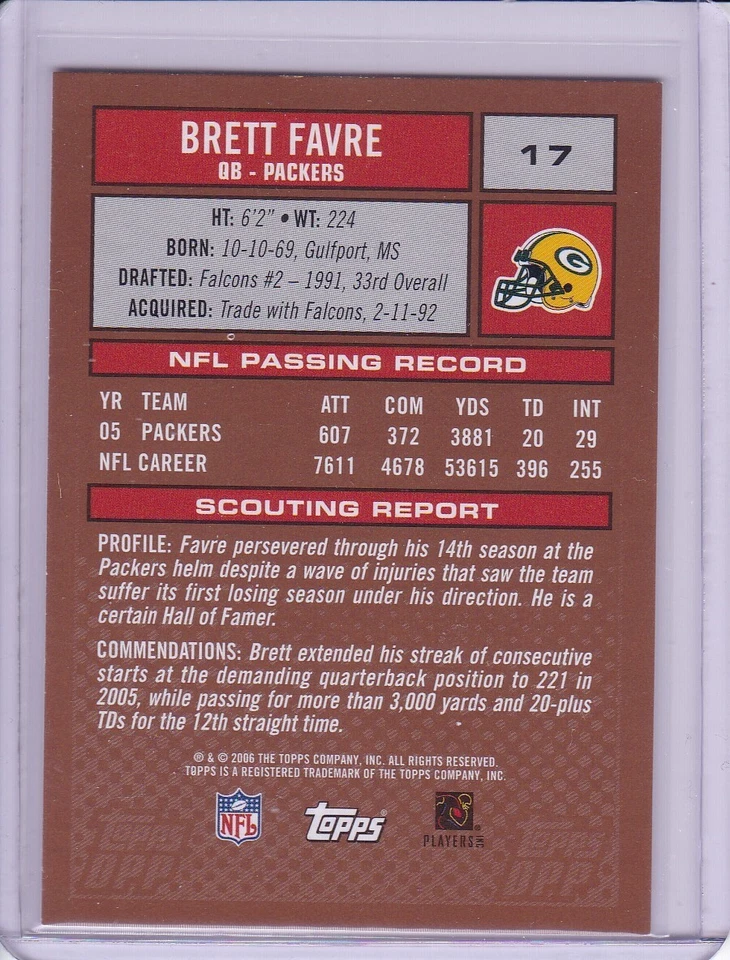 BRETT FAVRE
QB - PACKERS
17
HT: 6'2" • WT: 224
BORN: 10-10-69, Gulfport, MS
DRAFTED: Falcons #2 – 1991, 33rd Overall
ACQUIRED: Trade with Falcons, 2-11-92
G
NFL PASSING RECORD
YR TEAM ATT COM YDS TD INT
05 PACKERS 607 372 3881 20 29
NFL CAREER 7611 4678 53615 396 255
SCOUTING REPORT
PROFILE: Favre persevered through his 14th season at the
Packers helm despite a wave of injuries that saw the team
suffer its first losing season under his direction. He is a
certain Hall of Famer.
COMMENDATIONS: Brett extended his streak of consecutive
starts at the demanding quarterback position to 221 in
2005, while passing for more than 3,000 yards and 20-plus
TDs for the 12th straight time.
® & © 2006 THE TOPPS COMPANY, INC. ALL RIGHTS RESERVED.
TOPPS IS A REGISTERED TRADEMARK OF THE TOPPS COMPANY, INC.
NFL
topps®
PLAYERS INC